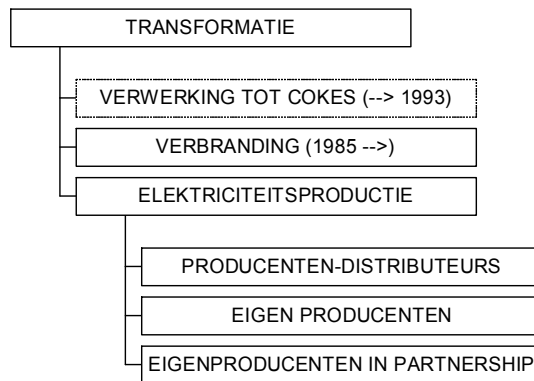 TRANSFORMATIE
VERWERKING TOT COKES (--> 1993)
VERBRANDING (1985 -->)
ELEKTRICITEITSPRODUCTIE
PRODUCENTEN-DISTRIBUTEURS
EIGEN PRODUCENTEN
EIGENPRODUCENTEN IN PARTNERSHIP